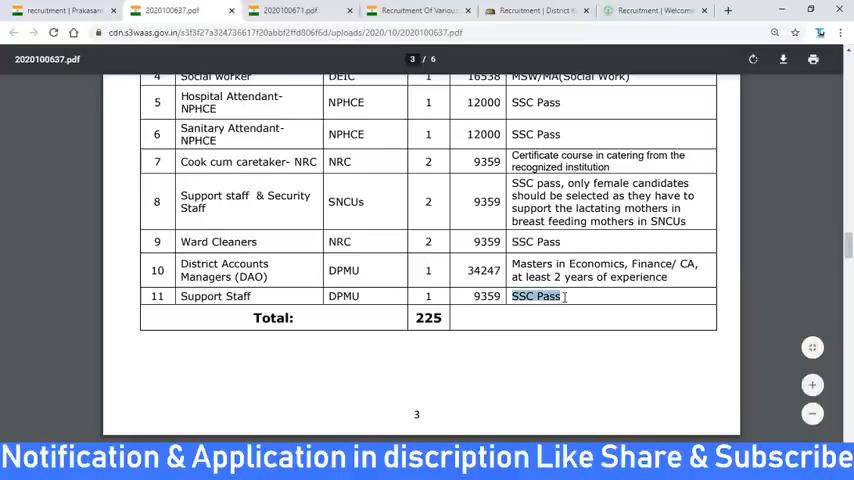 recruitment | Prakasam
2020100637.pdf
2020100671.pdf
Recruitment Of Various
Recruitment | District K
Recruitment | Welcome
cdn.s3waas.gov.in/s3f3f27a324736617f20abbf2ffd806f6d/uploads/2020/10/2020100637.pdf
2020100637.pdf
3 / 6
4 Social worker DEIC 1 16538 MSW/MA(Social Work)
5 Hospital Attendant-NPHCE NPHCE 1 12000 SSC Pass
6 Sanitary Attendant-NPHCE NPHCE 1 12000 SSC Pass
7 Cook cum caretaker- NRC NRC 2 9359 Certificate course in catering from the
recognized institution
8 Support staff & Security Staff SNCUs 2 9359 SSC pass, only female candidates
should be selected as they have to
support the lactating mothers in
breast feeding mothers in SNCUs
9 Ward Cleaners NRC 2 9359 SSC Pass
10 District Accounts Managers (DAO) DPMU 1 34247 Masters in Economics, Finance/ CA,
at least 2 years of experience
11 Support Staff DPMU 1 9359 SSC Pass
Total: 225
3
Notification & Application in discription Like Share & Subscribe